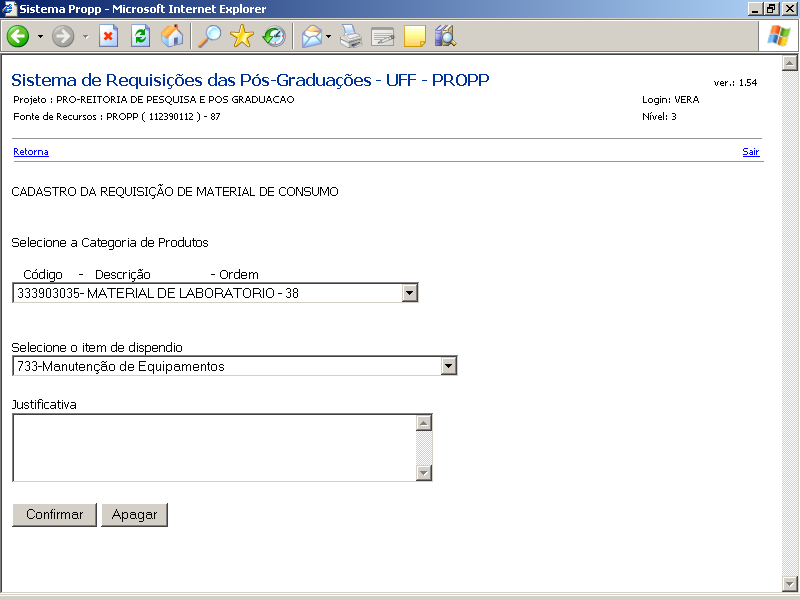 Sistema Propp - Microsoft Internet Explorer
Sistema de Requisições das Pós-Graduações - UFF - PROPP
ver.: 1.54
Projeto : PRO-REITORIA DE PESQUISA E POS GRADUACAO
Login: VERA
Fonte de Recursos : PROPP ( 112390112 ) - 87
Nível: 3
Retorna
Sair
CADASTRO DA REQUISIÇÃO DE MATERIAL DE CONSUMO
Selecione a Categoria de Produtos
Código - Descrição - Ordem
333903035- MATERIAL DE LABORATORIO - 38
Selecione o item de dispendio
733-Manutenção de Equipamentos
Justificativa
Confirmar
Apagar